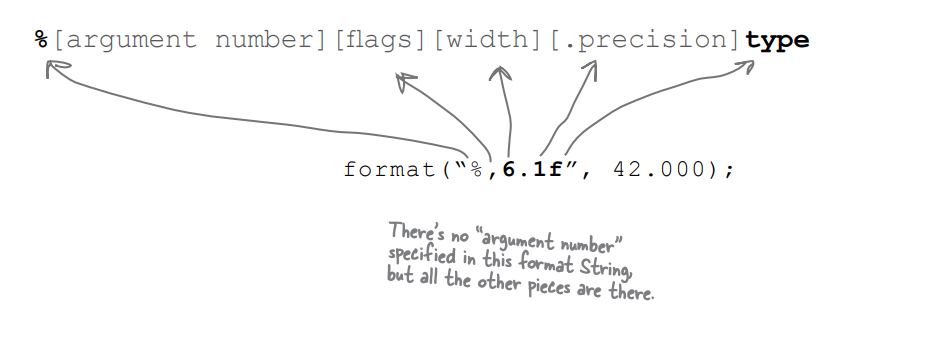 %[argument number][flags][width][.precision]type
format(“%,6.1f”, 42.000);
There's no “argument number”
specified in this format String,
but all the other pieces are there.